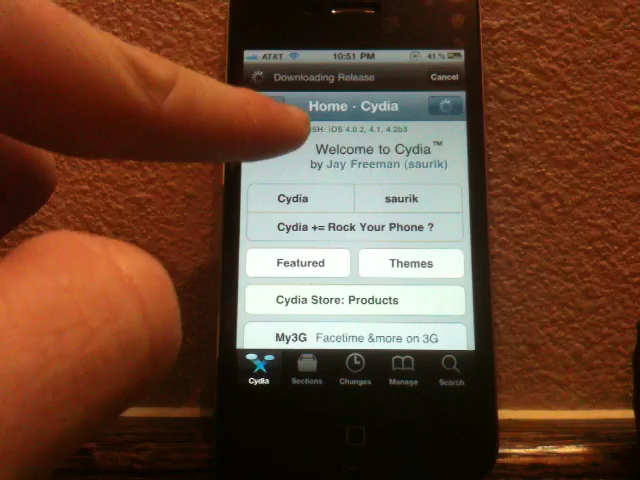 AT&T 10:51 PM 41%
Downloading Release Cancel
Home · Cydia
SH: iOS 4.0.2, 4.1, 4.2b3
Welcome to Cydia™
by Jay Freeman (saurik)
Cydia saurik
Cydia += Rock Your Phone ?
Featured Themes
Cydia Store: Products
My3G Facetime &more on 3G
Cydia Sections Changes Manage Search